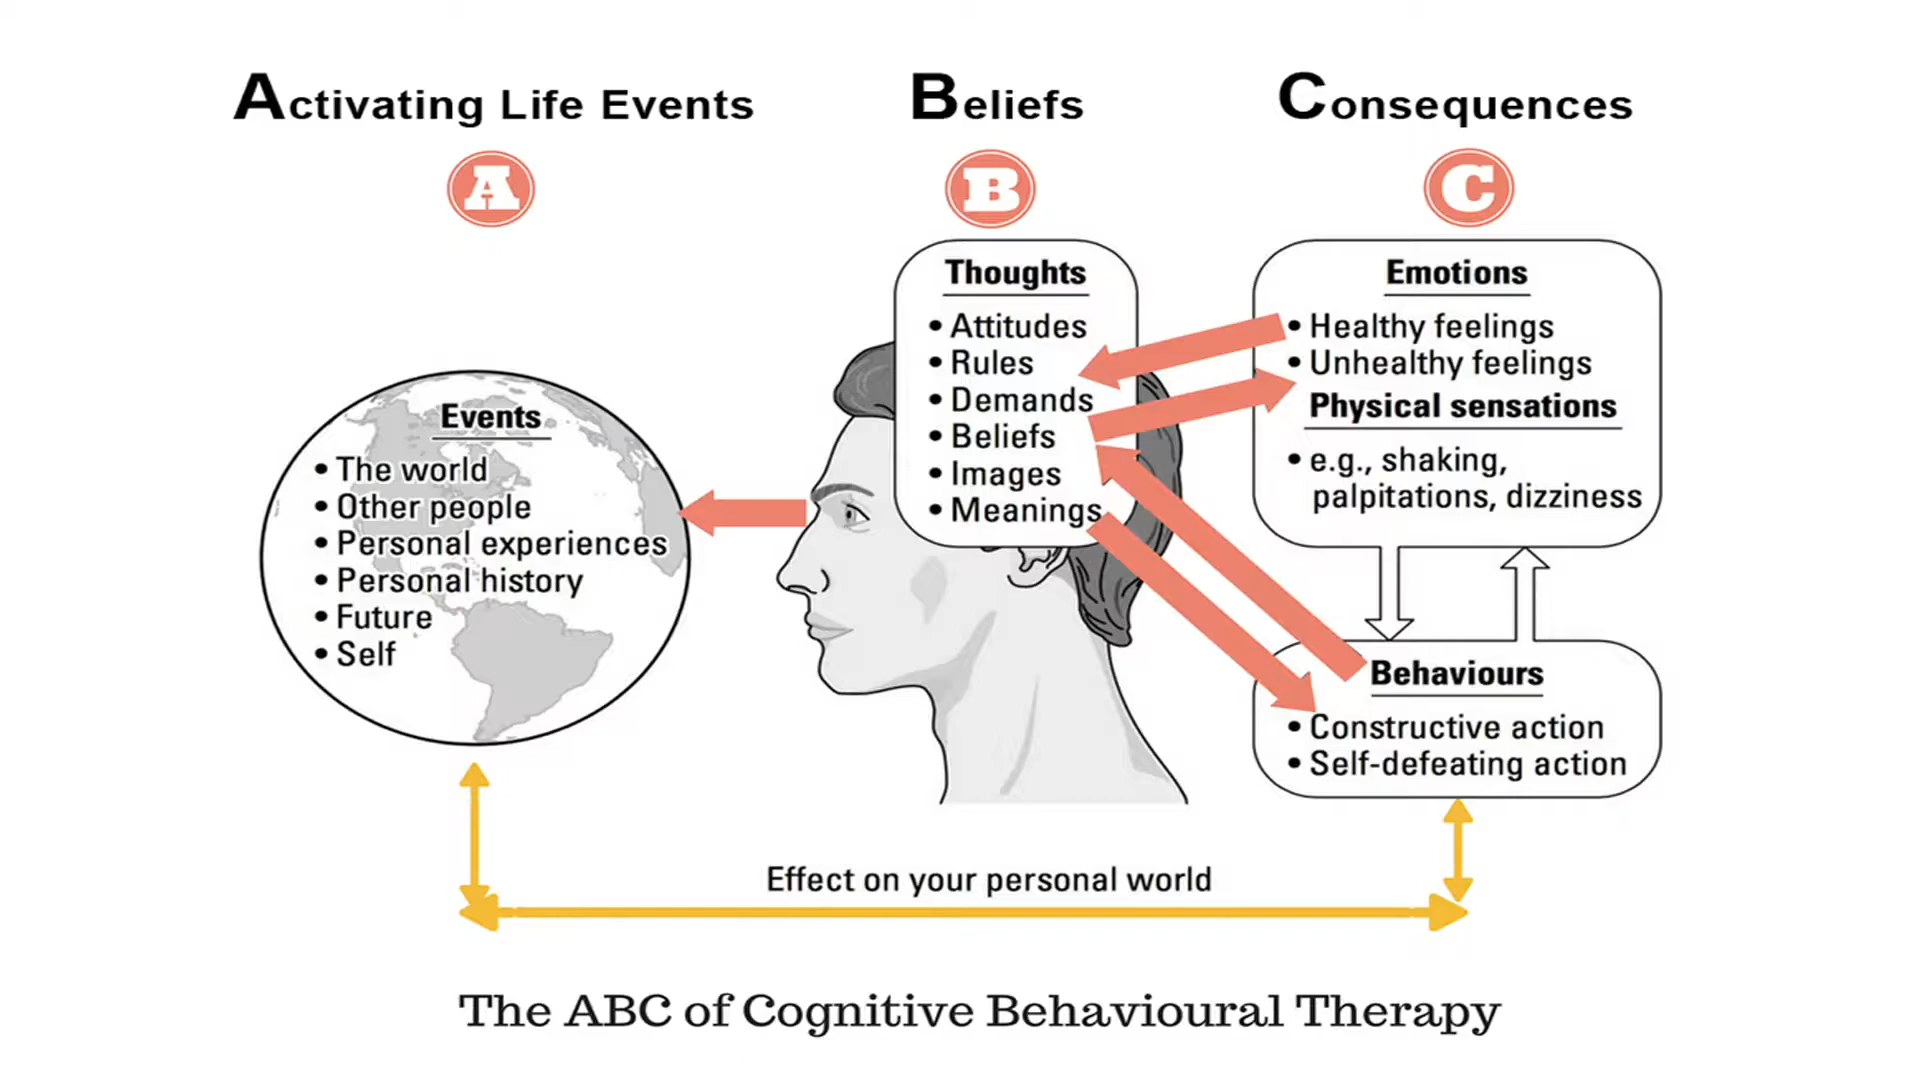 Activating Life Events
Beliefs
Consequences
A
B
C
Events
• The world
• Other people
• Personal experiences
• Personal history
• Future
• Self
Thoughts
• Attitudes
• Rules
• Demands
• Beliefs
• Images
• Meanings
Emotions
• Healthy feelings
• Unhealthy feelings
Physical sensations
• e.g., shaking,
palpitations, dizziness
Behaviours
• Constructive action
• Self-defeating action
Effect on your personal world
The ABC of Cognitive Behavioural Therapy